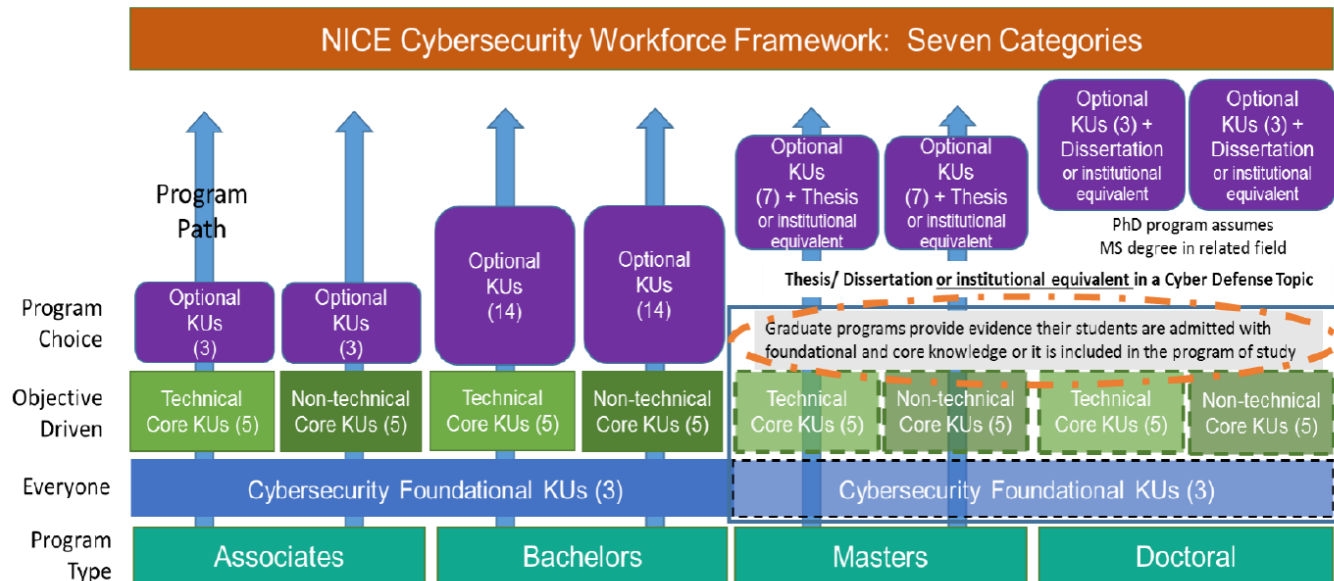 NICE Cybersecurity Workforce Framework:  Seven Categories
Program
Path
Optional
KUs
(7) + Thesis
or institutional
equivalent
Optional
KUs
(7) + Thesis
or institutional
equivalent
Optional
KUs (3) +
Dissertation
or institutional
equivalent
Optional
KUs (3) +
Dissertation
or institutional
equivalent
PhD program assumes
MS degree in related field
Thesis/ Dissertation or institutional equivalent in a Cyber Defense Topic
Program
Choice
Optional
KUs
(3)
Optional
KUs
(3)
Optional
KUs
(14)
Optional
KUs
(14)
Graduate programs provide evidence their students are admitted with
foundational and core knowledge or it is included in the program of study
Objective
Driven
Technical
Core KUs (5)
Non-technical
Core KUs (5)
Technical
Core KUs (5)
Non-technical
Core KUs (5)
Technical
Core KUs (5)
Non-technical
Core KUs (5)
Technical
Core KUs (5)
Non-technical
Core KUs (5)
Everyone
Cybersecurity Foundational KUs (3)
Cybersecurity Foundational KUs (3)
Program
Type
Associates
Bachelors
Masters
Doctoral